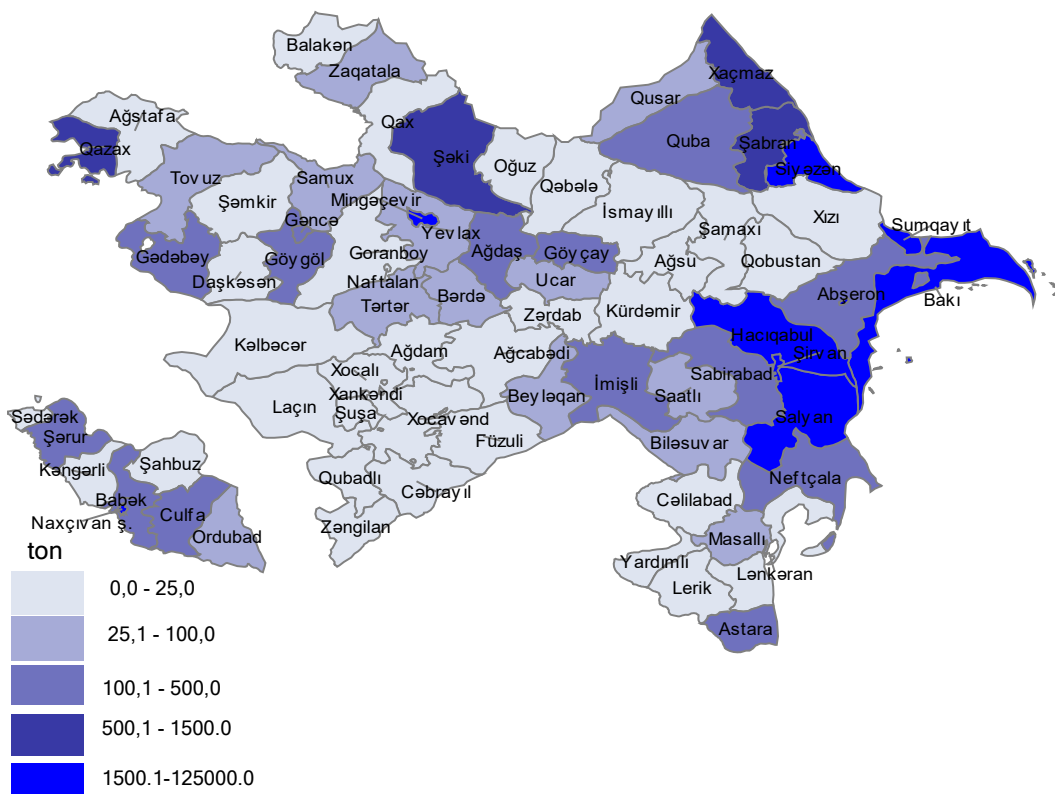 Balakən
Zaqatala
Xaçmaz
Qusar
Ağstafa
Qax
Quba
Qazax
Şəki
Oğuz
Şabran
Siyəzən
Tovuz
Samux
Qəbələ
Şəmkir
Mingəçevir
İsmayıllı
Xızı
Gəncə
Yevlax
Şamaxı
Sumqayıt
Gədəbəy
Göygöl
Goranboy
Ağdaş
Göyçay
Ağsu
Qobustan
Daşkəsən
Naftalan
Ucar
Abşeron
Bakı
Tərtər
Bərdə
Zərdab
Kürdəmir
Hacıqabul
Kəlbəcər
Ağdam
Ağcabədi
Şirvan
Xocalı
Sabirabad
Xankəndi
İmişli
Saatlı
Laçın
Şuşa
Beyləqan
Sədərək
Xocavənd
Salyan
Şərur
Füzuli
Biləsuvar
Kəngərli
Şahbuz
Qubadlı
Cəbrayıl
Neftçala
Babək
Cəlilabad
Naxçıvan ş.
Culfa
Zəngilan
Ordubad
Masallı
Yardımlı
Lənkəran
Lerik
Astara
ton
0,0 - 25,0
25,1 - 100,0
100,1 - 500,0
500,1 - 1500.0
1500.1-125000.0